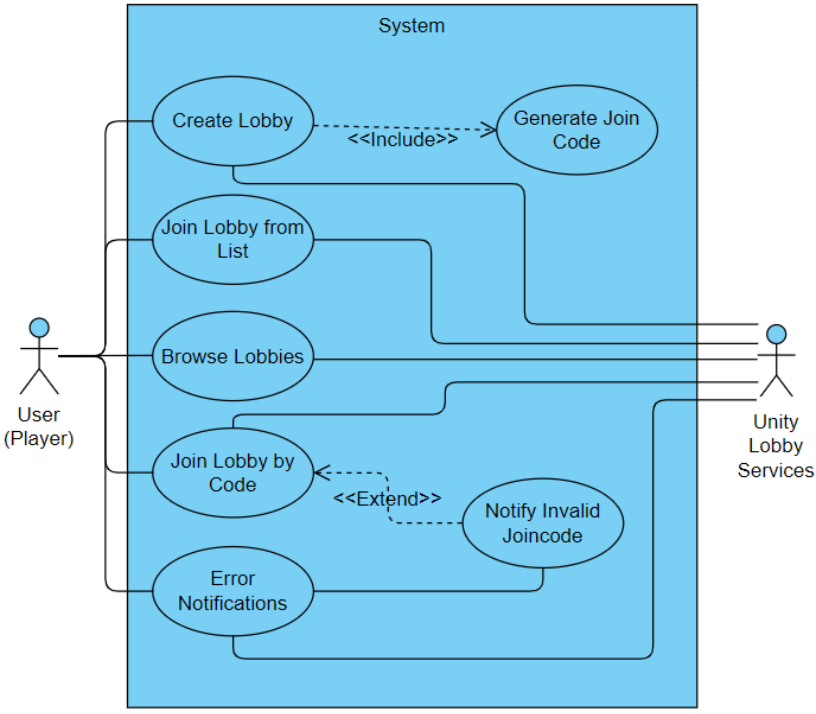 System
Create Lobby
<<Include>>
Generate Join
Code
Join Lobby from
List
Browse Lobbies
User
(Player)
Unity
Lobby
Services
Join Lobby by
Code
<<Extend>>
Notify Invalid
Joincode
Error
Notifications